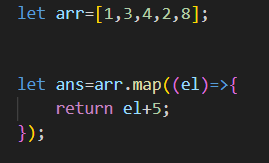 let arr=[1,3,4,2,8];
let ans=arr.map((el)=>{
    return el+5;
});